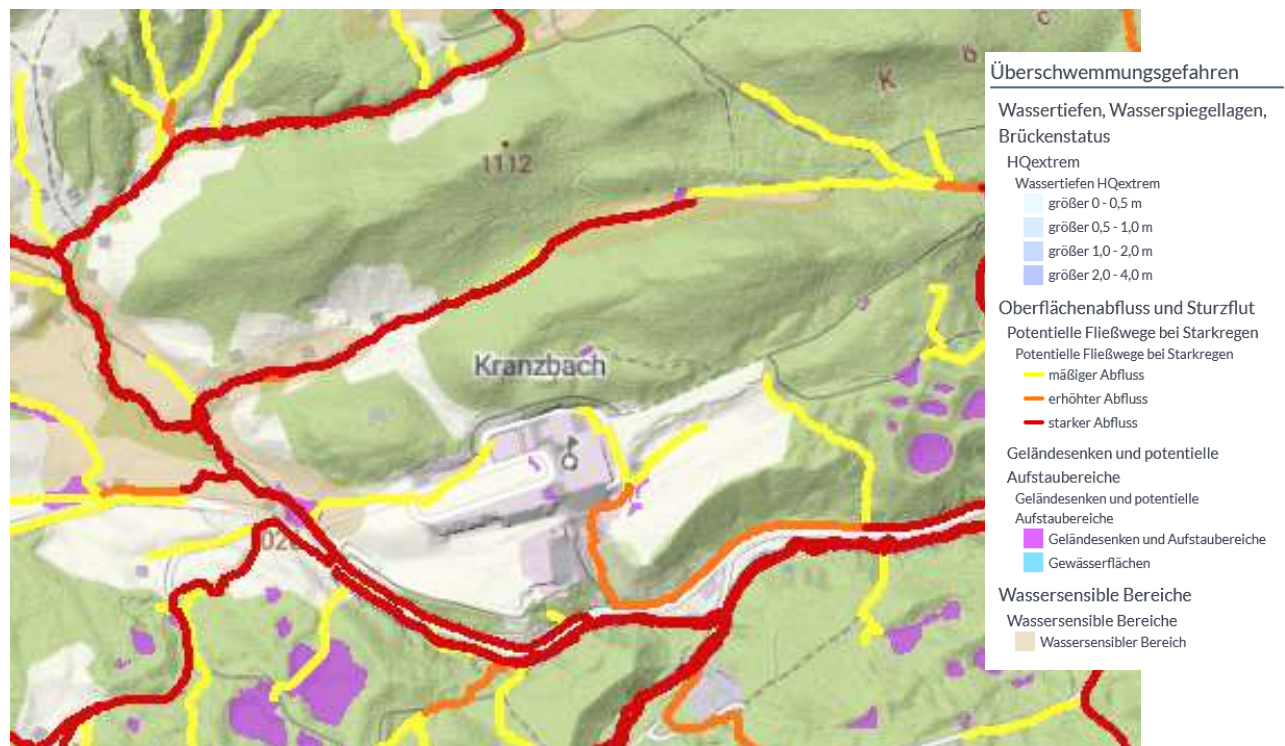 C
b
K
1112
Kranzbach
Überschwemmungsgefahren
Wassertiefen, Wasserspiegellagen,
Brückenstatus
HQextrem
Wassertiefen HQextrem
größer 0 - 0,5 m
größer 0,5 - 1,0 m
größer 1,0 - 2,0 m
größer 2,0 - 4,0 m
Oberflächenabfluss und Sturzflut
Potentielle Fließwege bei Starkregen
Potentielle Fließwege bei Starkregen
mäßiger Abfluss
erhöhter Abfluss
starker Abfluss
Geländesenken und potentielle
Aufstaubereiche
Geländesenken und potentielle
Aufstaubereiche
Geländesenken und Aufstaubereiche
Gewässerflächen
Wassersensible Bereiche
Wassersensible Bereiche
Wassersensibler Bereich